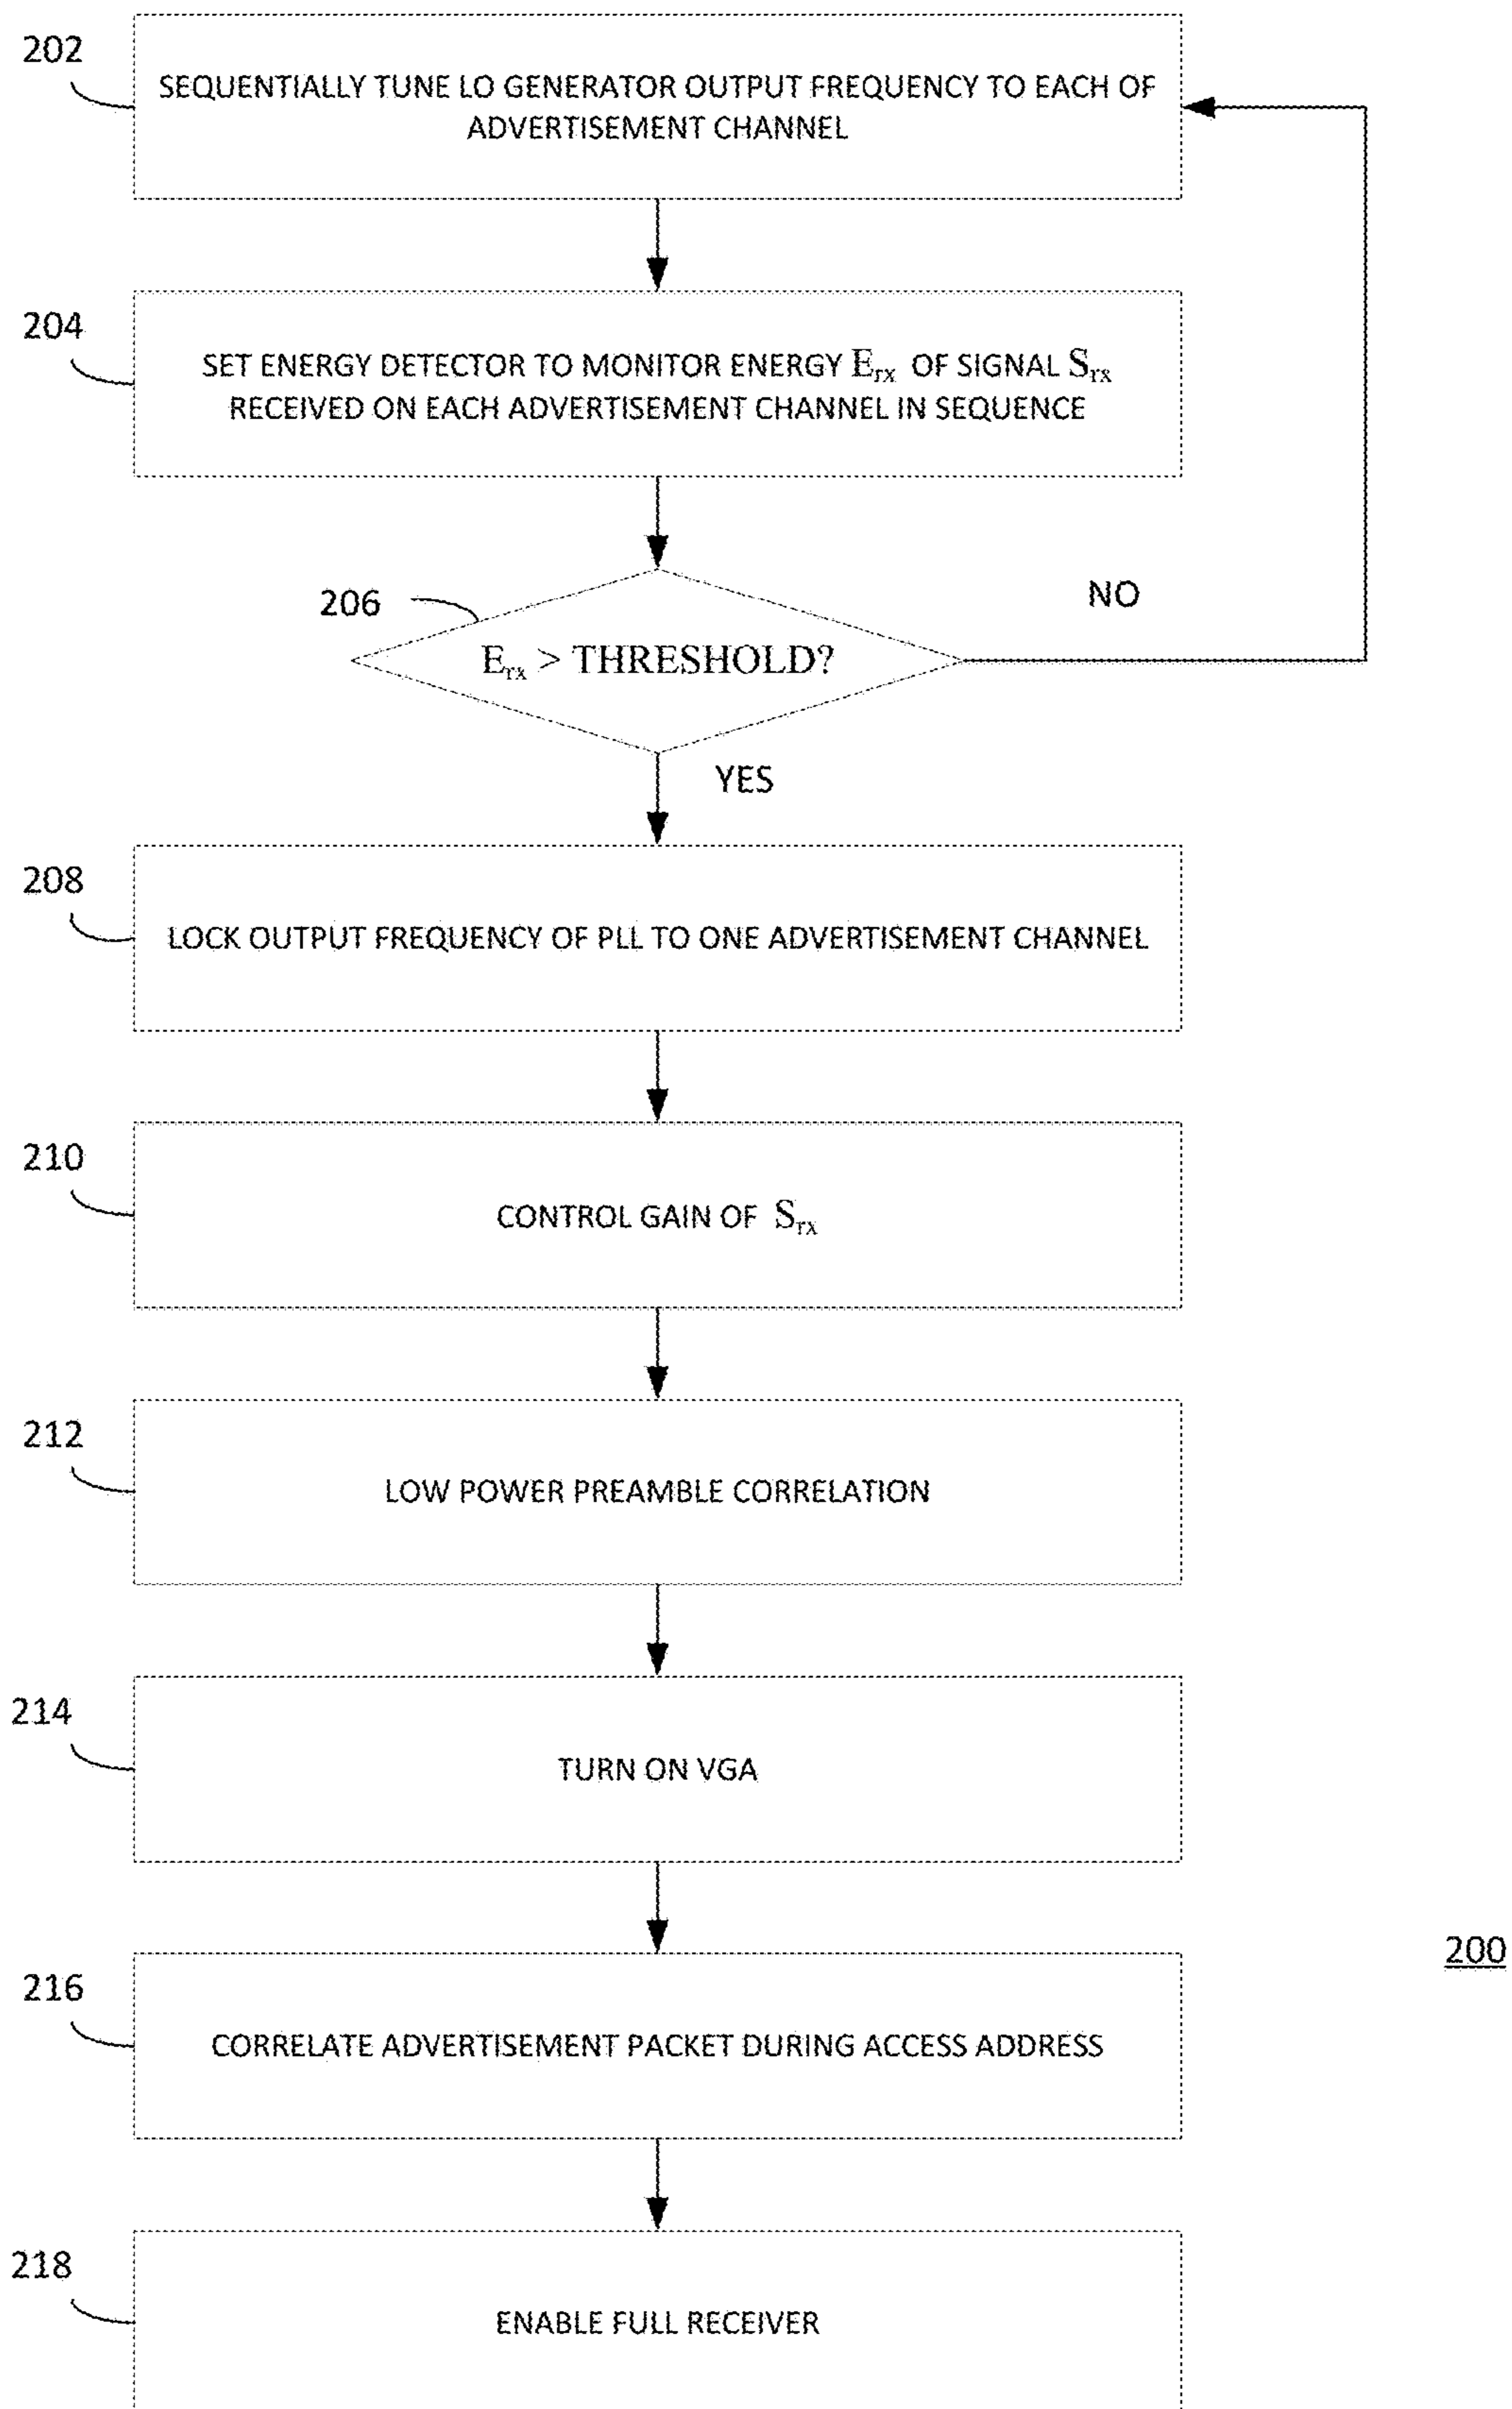 202
SEQUENTIALLY TUNE LO GENERATOR OUTPUT FREQUENCY TO EACH OF
ADVERTISEMENT CHANNEL
204
SET ENERGY DETECTOR TO MONITOR ENERGY Erx OF SIGNAL Srx
RECEIVED ON EACH ADVERTISEMENT CHANNEL IN SEQUENCE
206
NO
Erx > THRESHOLD?
YES
208
LOCK OUTPUT FREQUENCY OF PLL TO ONE ADVERTISEMENT CHANNEL
210
CONTROL GAIN OF Srx
212
LOW POWER PREAMBLE CORRELATION
214
TURN ON VGA
200
216
CORRELATE ADVERTISEMENT PACKET DURING ACCESS ADDRESS
218
ENABLE FULL RECEIVER